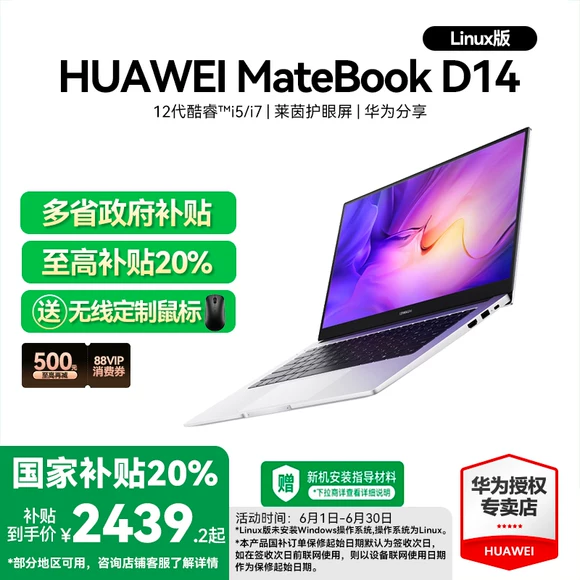 Linux版
HUAWEI MateBook D14
12代酷睿™i5/i7 | 莱茵护眼屏 | 华为分享
多省政府补贴
至高补贴20%
送 无线定制鼠标
500元
至高再减
88VIP
消费券
HUAWEI
国家补贴20%
补贴
到手价¥2439.2起
*部分地区可用，咨询店铺客服了解详情
赠
新机安装指导材料
*下拉商详查看详细说明
活动时间：6月1日-6月30日
*Linux版未安装Windows操作系统,操作系统为Linux。
*本产品国补订单保修起始日期默认为签收次日，
如在签收次日前联网使用，则以设备联网使用日期
作为保修起始日期。
华为授权
专卖店
HUAWEI